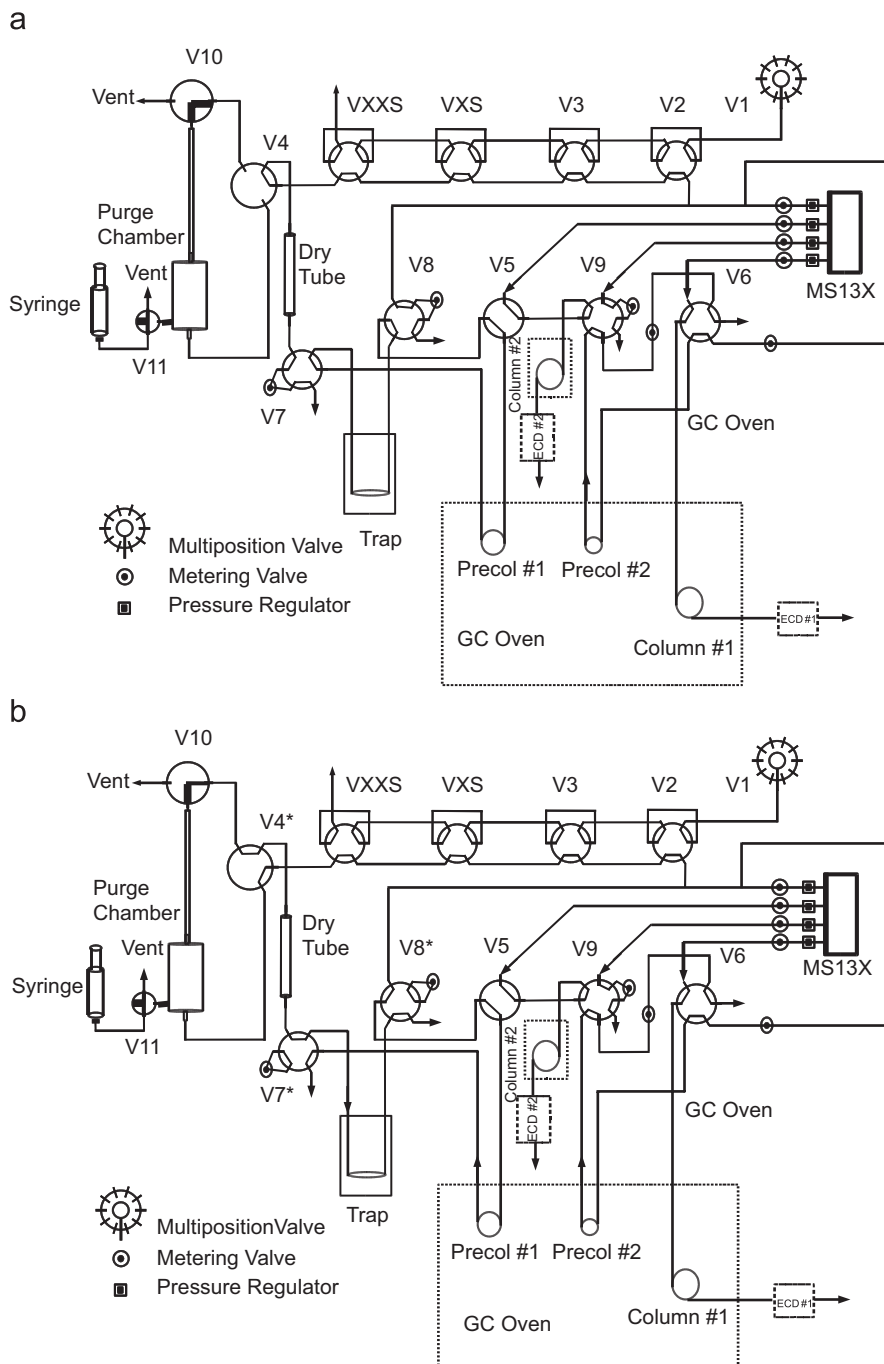 a
V10
Vent
VXXS
VXS
V3
V2
V1
V4
Purge
Chamber
Vent
Syringe
V11
Dry
Tube
V8
V5
V9
V6
MS13X
V7
Column #2
ECD #2
GC Oven
Trap
Multiposition Valve
Metering Valve
Pressure Regulator
Precol #1
Precol #2
GC Oven
Column #1
ECD #1
b
V10
Vent
VXXS
VXS
V3
V2
V1
V4*
Purge
Chamber
Vent
Syringe
V11
Dry
Tube
V8*
V5
V9
V6
MS13X
V7*
Column #2
ECD #2
GC Oven
Trap
MultipositionValve
Metering Valve
Pressure Regulator
Precol #1
Precol #2
GC Oven
Column #1
ECD #1